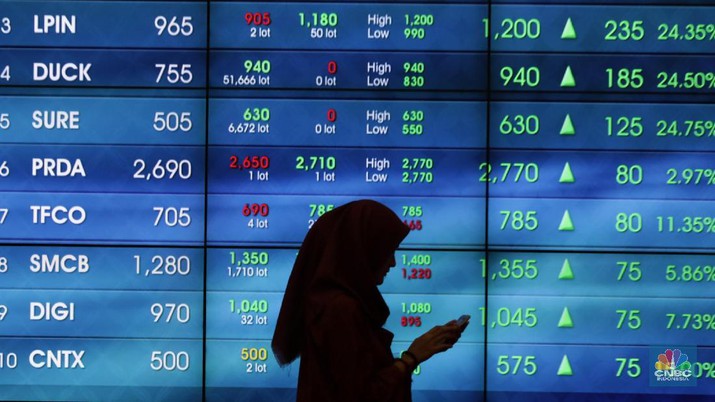 3 LPIN 965 905 1,180 High 1,200 1,200 235 24.35%
2 lot 50 lot Low 990
4 DUCK 755 940 0 High 940 940 185 24.50%
51,666 lot 0 lot Low 830
5 SURE 505 630 0 High 630 630 125 24.75%
6,672 lot 0 lot Low 550
6 PRDA 2,690 2,650 2,710 High 2,770 2,770 80 2.97%
1 lot 1 lot Low 2,770
7 TFCO 705 690 785 785 80 11.35%
8 SMCB 1,280 1,350 1,400 1,355 75 5.86%
1,710 lot 1,220
9 DIGI 970 1,040 1,080 1,045 75 7.73%
32 lot 895
10 CNTX 500 500 575 75
CNBC
INDONESIA